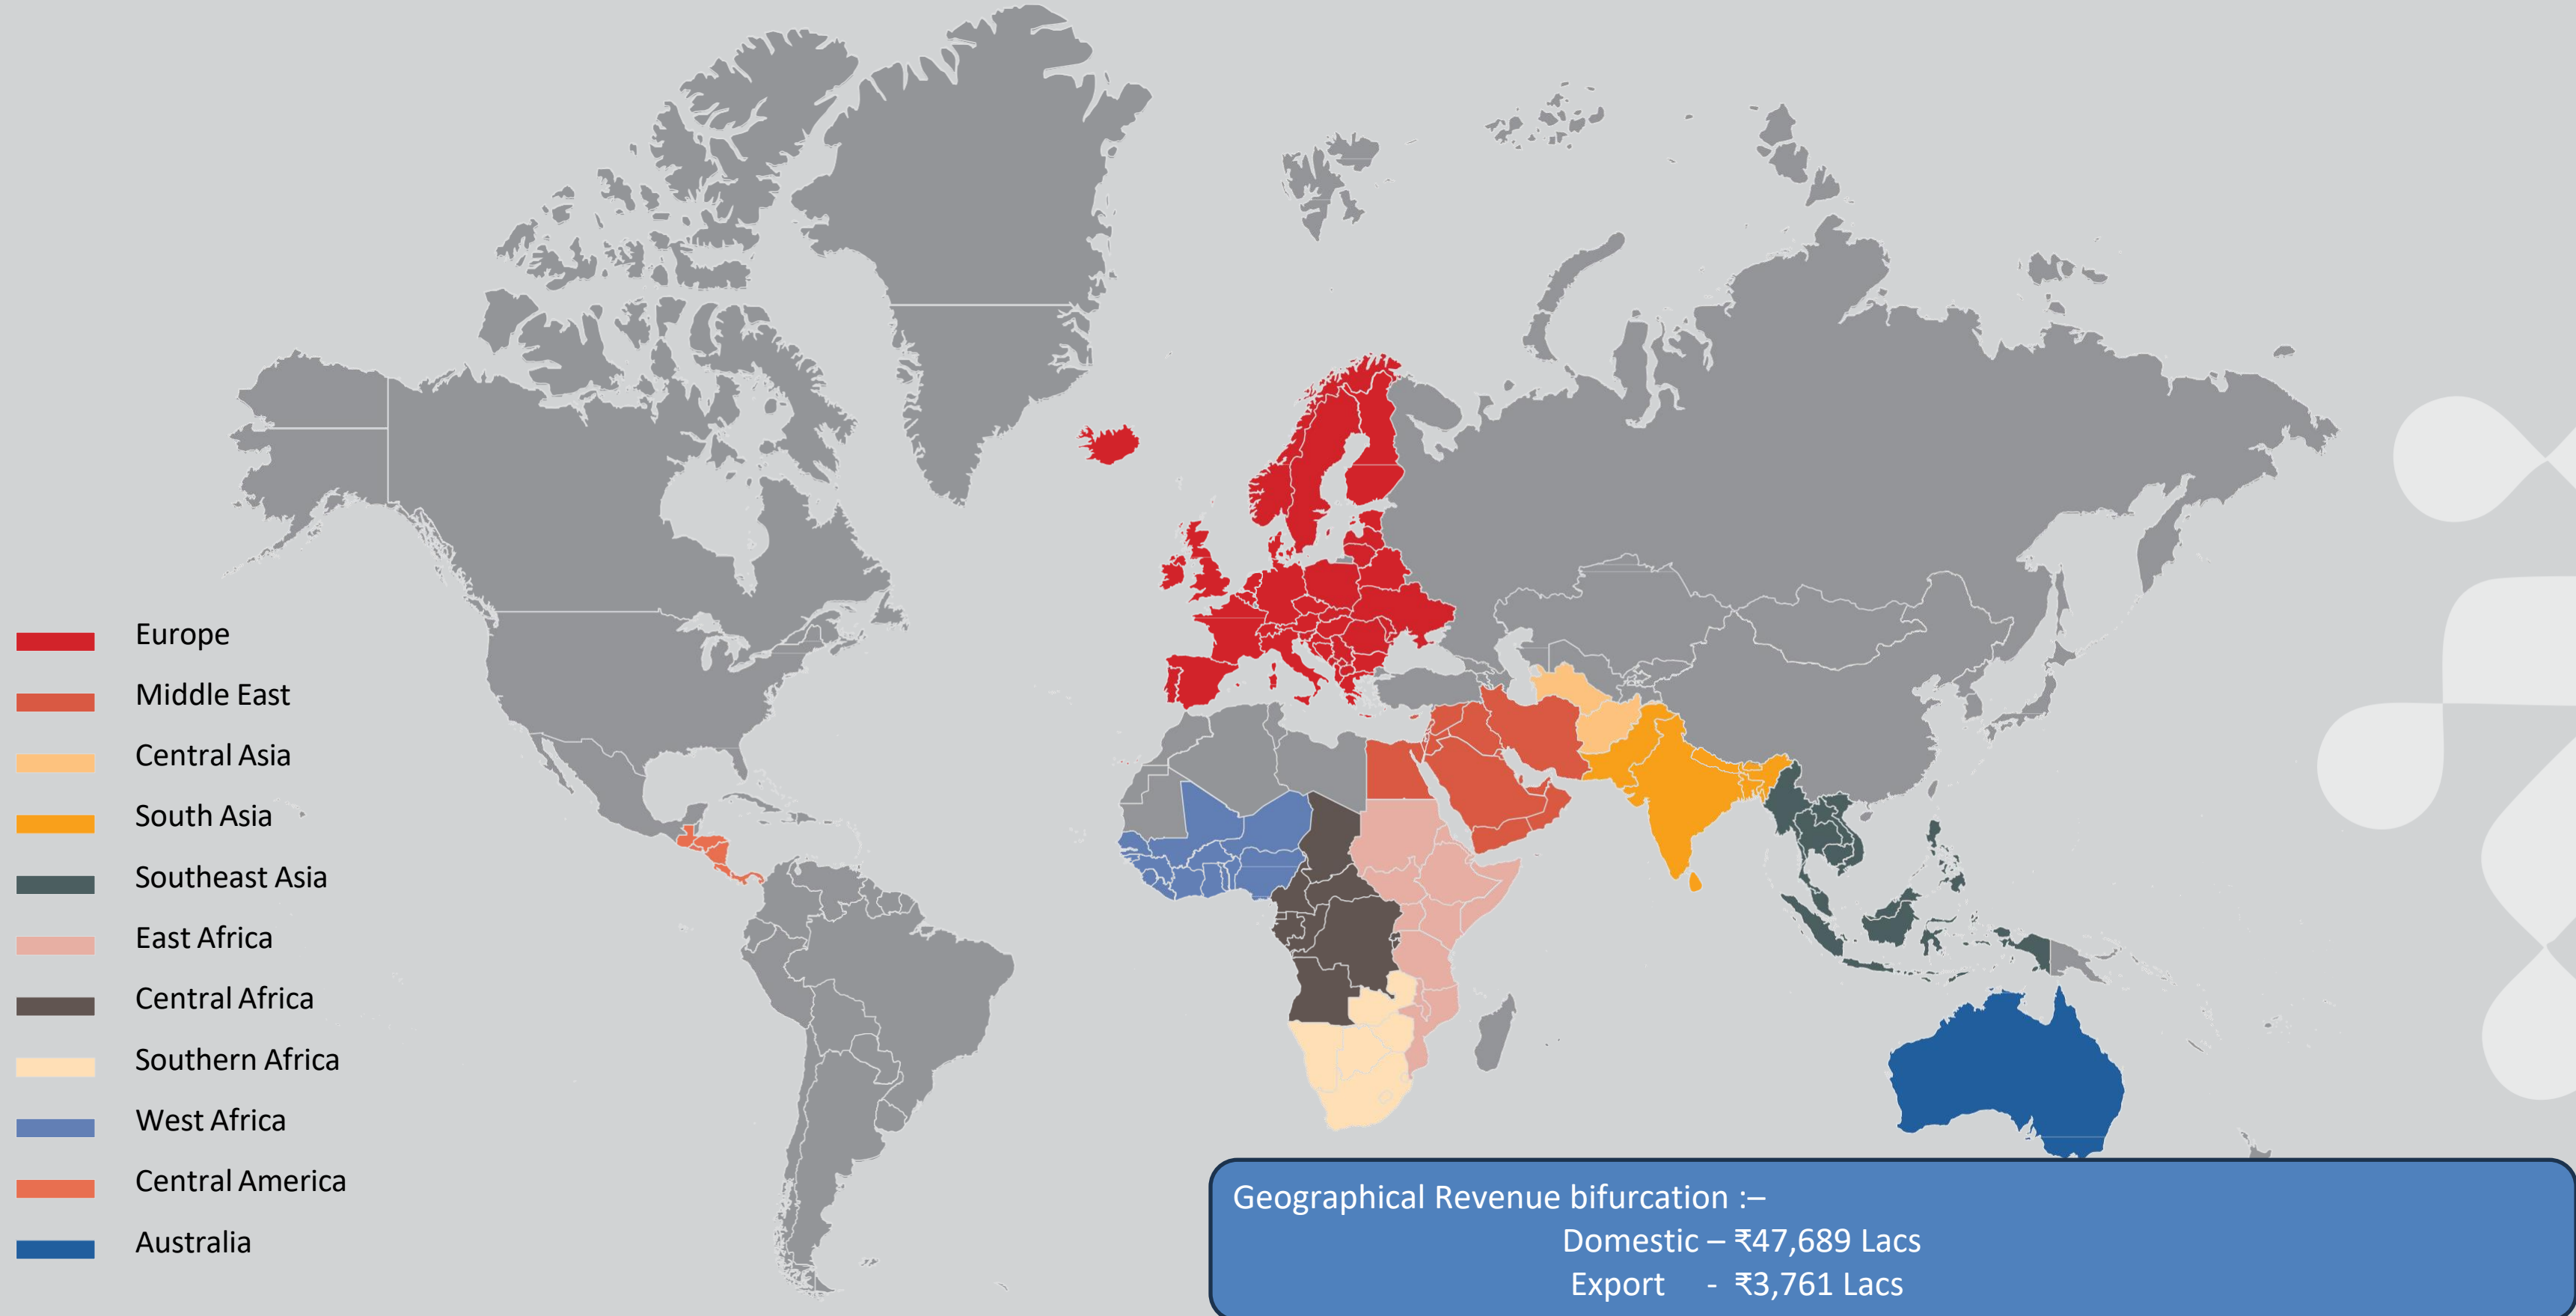 Europe
Middle East
Central Asia
South Asia
Southeast Asia
East Africa
Central Africa
Southern Africa
West Africa
Central America
Australia
Geographical Revenue bifurcation :–
Domestic – ₹47,689 Lacs
Export - ₹3,761 Lacs